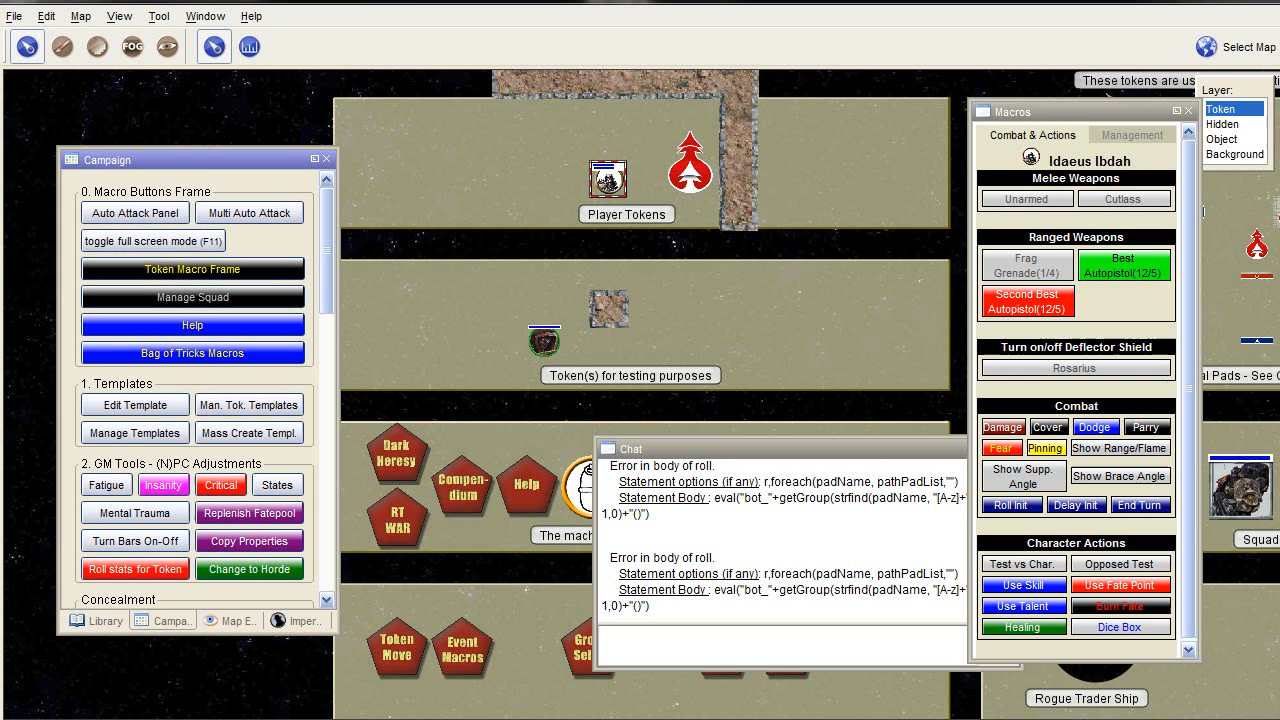 File Edit Map View Tool Window Help
FOG
Select Map
These tokens are us
Layer:
Token
Hidden
Object
Background
Campaign
0. Macro Buttons Frame
Auto Attack Panel
Multi Auto Attack
toggle full screen mode (F11)
Token Macro Frame
Manage Squad
Help
Bag of Tricks Macros
1. Templates
Edit Template
Man. Tok. Templates
Manage Templates
Mass Create Templ.
2. GM Tools - (N)PC Adjustments
Fatigue
Insanity
Critical
States
Mental Trauma
Replenish Fatepool
Turn Bars On-Off
Copy Properties
Roll stats for Token
Change to Horde
Concealment
Library
Campa..
Map E..
Imper..
Player Tokens
Token(s) for testing purposes
Dark
Heresy
Compen-
dium
Help
RT
WAR
The mach
Token
Move
Event
Macros
Gro
Sel
Chat
Error in body of roll.
Statement options (if any): r,foreach(padName, pathPadList,"")
Statement Body : eval("bot_"+getGroup(strfind(padName, "[A-z]+"
1,0)+"()")
Error in body of roll.
Statement options (if any): r,foreach(padName, pathPadList,"")
Statement Body : eval("bot_"+getGroup(strfind(padName, "[A-z]+"
1,0)+"()")
Macros
Combat & Actions
Management
Idaeus Ibdah
Melee Weapons
Unarmed
Cutlass
Ranged Weapons
Frag
Grenade(1/4)
Best
Autopistol(12/5)
Second Best
Autopistol(12/5)
Turn on/off Deflector Shield
Rosarius
Combat
Damage
Cover
Dodge
Parry
Fear
Pinning
Show Range/Flame
Show Supp.
Angle
Show Brace Angle
Roll Init
Delay Init
End Turn
Character Actions
Test vs Char.
Opposed Test
Use Skill
Use Fate Point
Use Talent
Burn Fate
Healing
Dice Box
al Pads - See
Squad
Rogue Trader Ship